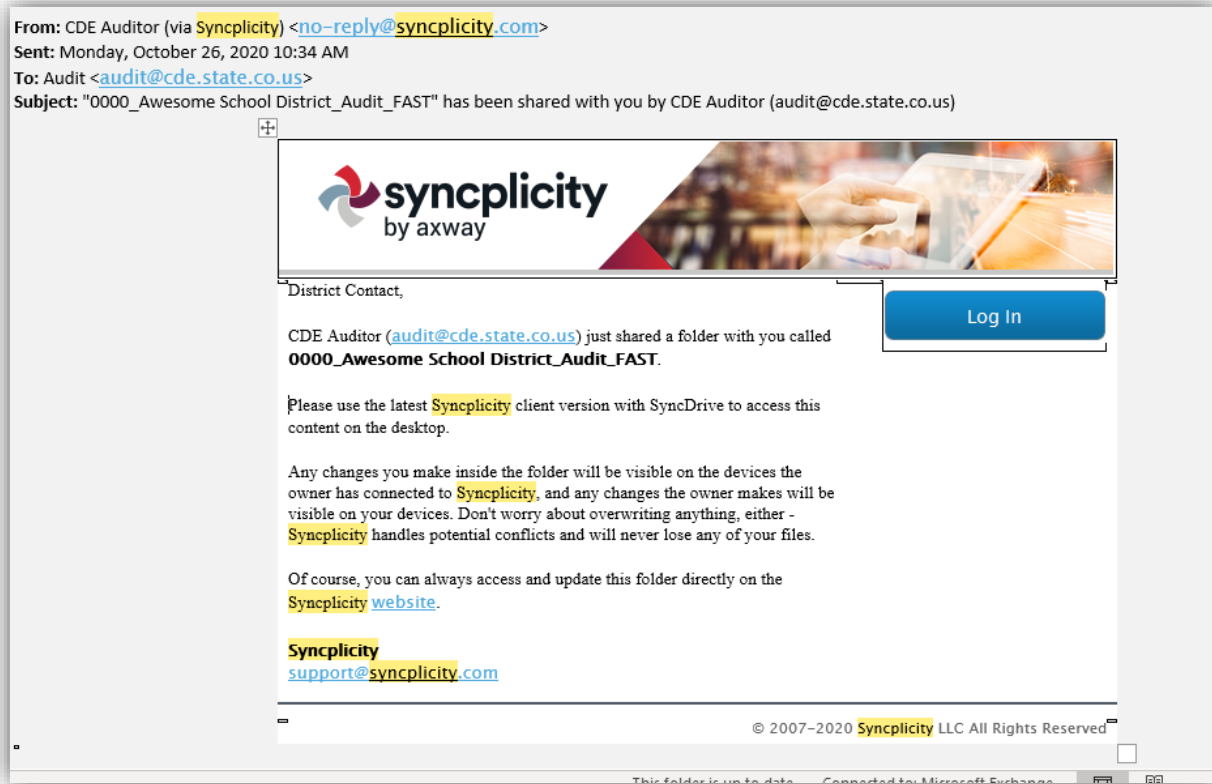 From: CDE Auditor (via Syncplicity) <no-reply@syncplicity.com>
Sent: Monday, October 26, 2020 10:34 AM
To: Audit <audit@cde.state.co.us>
Subject: "0000_Awesome School District_Audit_FAST" has been shared with you by CDE Auditor (audit@cde.state.co.us)
syncplicity
by axway
District Contact,
Log In
CDE Auditor (audit@cde.state.co.us) just shared a folder with you called
0000_Awesome School District_Audit_FAST.
Please use the latest Syncplicity client version with SyncDrive to access this
content on the desktop.
Any changes you make inside the folder will be visible on the devices the
owner has connected to Syncplicity, and any changes the owner makes will be
visible on your devices. Don't worry about overwriting anything, either -
Syncplicity handles potential conflicts and will never lose any of your files.
Of course, you can always access and update this folder directly on the
Syncplicity website.
Syncplicity
support@syncplicity.com
© 2007-2020 Syncplicity LLC All Rights Reserved
This folder is up to date. Connected to: Microsoft Exchange